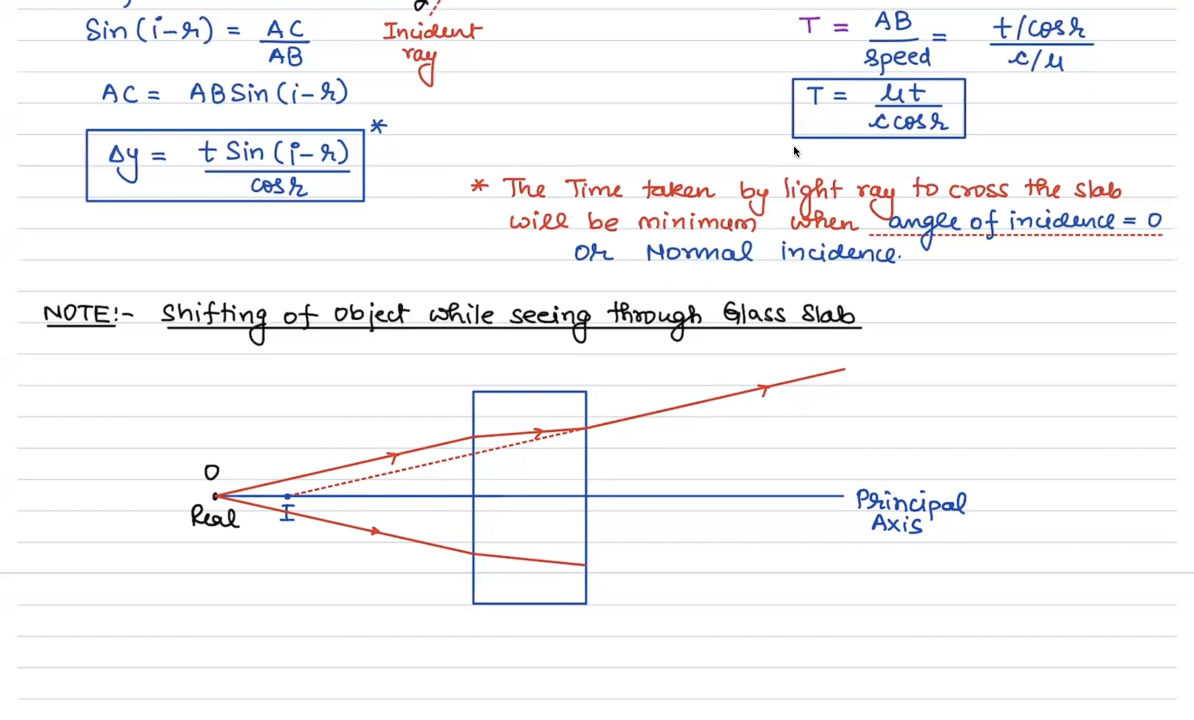 Sin (i-r) = AC / AB
AC = AB Sin (i-r)
Δy = t Sin (i-r) / cos r *
Incident
ray
T = AB / speed = t/cos r / c/μ
T = μt / c cos r
* The Time taken by light ray to cross the slab
will be minimum when angle of incidence = 0
or Normal incidence.
NOTE:- Shifting of object while seeing through Glass Slab
O
Real
I
Principal
Axis